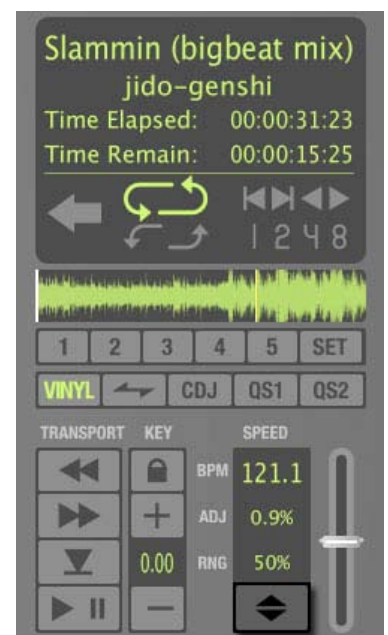 Slammin (bigbeat mix)
jido-genshi
Time Elapsed: 00:00:31:23
Time Remain: 00:00:15:25
1 2 4 8
1 2 3 4 5 SET
VINYL CDJ QS1 QS2
TRANSPORT KEY SPEED
BPM 121.1
ADJ 0.9%
0.00 RNG 50%